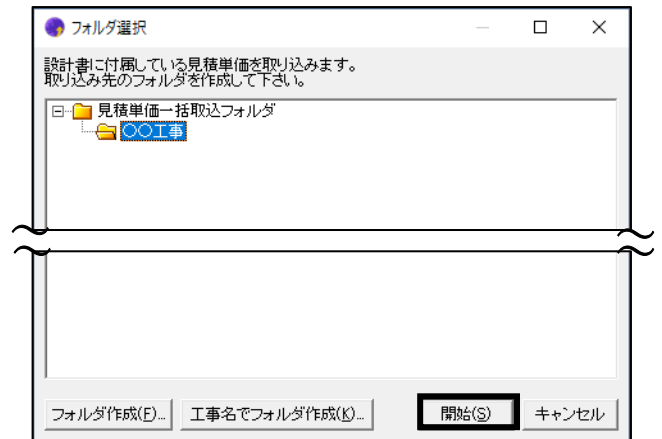 フォルダ選択
設計書に付属している見積単価を取り込みます。
取り込み先のフォルダを作成して下さい。
見積単価一括取込フォルダ
〇〇工事
フォルダ作成(F)... 工事名でフォルダ作成(K)... 開始(S) キャンセル